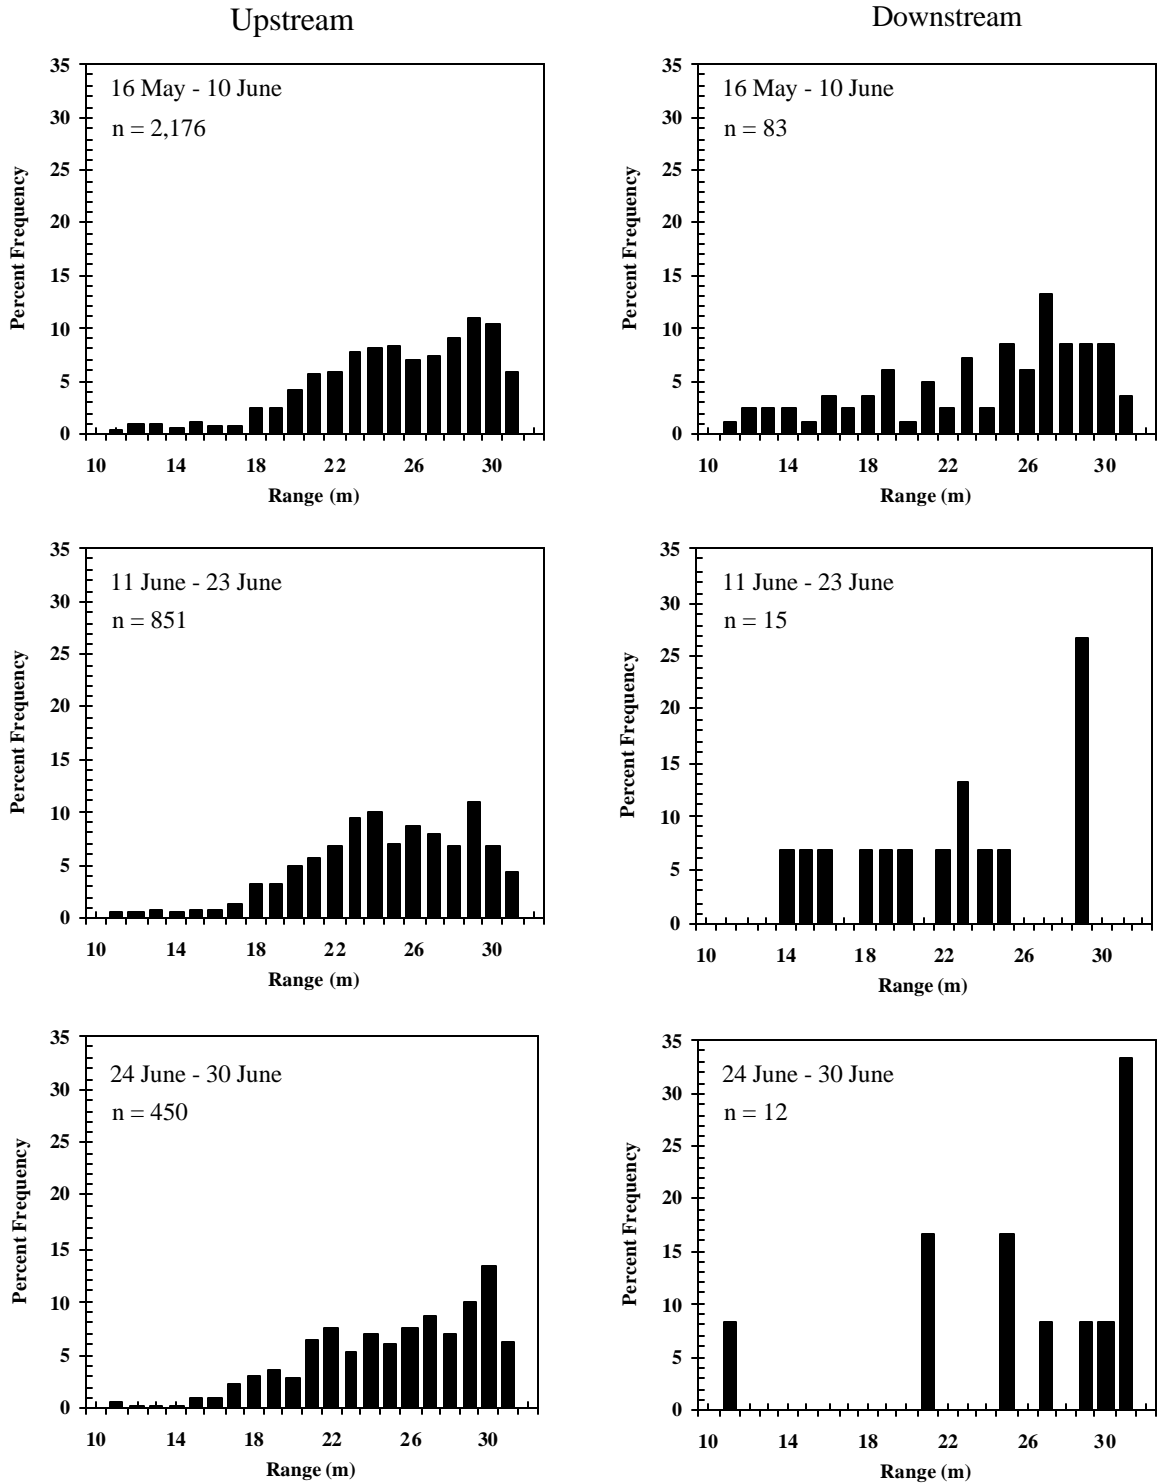 Upstream
Downstream
16 May - 10 June
n = 2,176
Percent Frequency
35
30
25
20
15
10
5
0
10 14 18 22 26 30
Range (m)
16 May - 10 June
n = 83
Percent Frequency
35
30
25
20
15
10
5
0
10 14 18 22 26 30
Range (m)
11 June - 23 June
n = 851
Percent Frequency
35
30
25
20
15
10
5
0
10 14 18 22 26 30
Range (m)
11 June - 23 June
n = 15
Percent Frequency
35
30
25
20
15
10
5
0
10 14 18 22 26 30
Range (m)
24 June - 30 June
n = 450
Percent Frequency
35
30
25
20
15
10
5
0
10 14 18 22 26 30
Range (m)
24 June - 30 June
n = 12
Percent Frequency
35
30
25
20
15
10
5
0
10 14 18 22 26 30
Range (m)